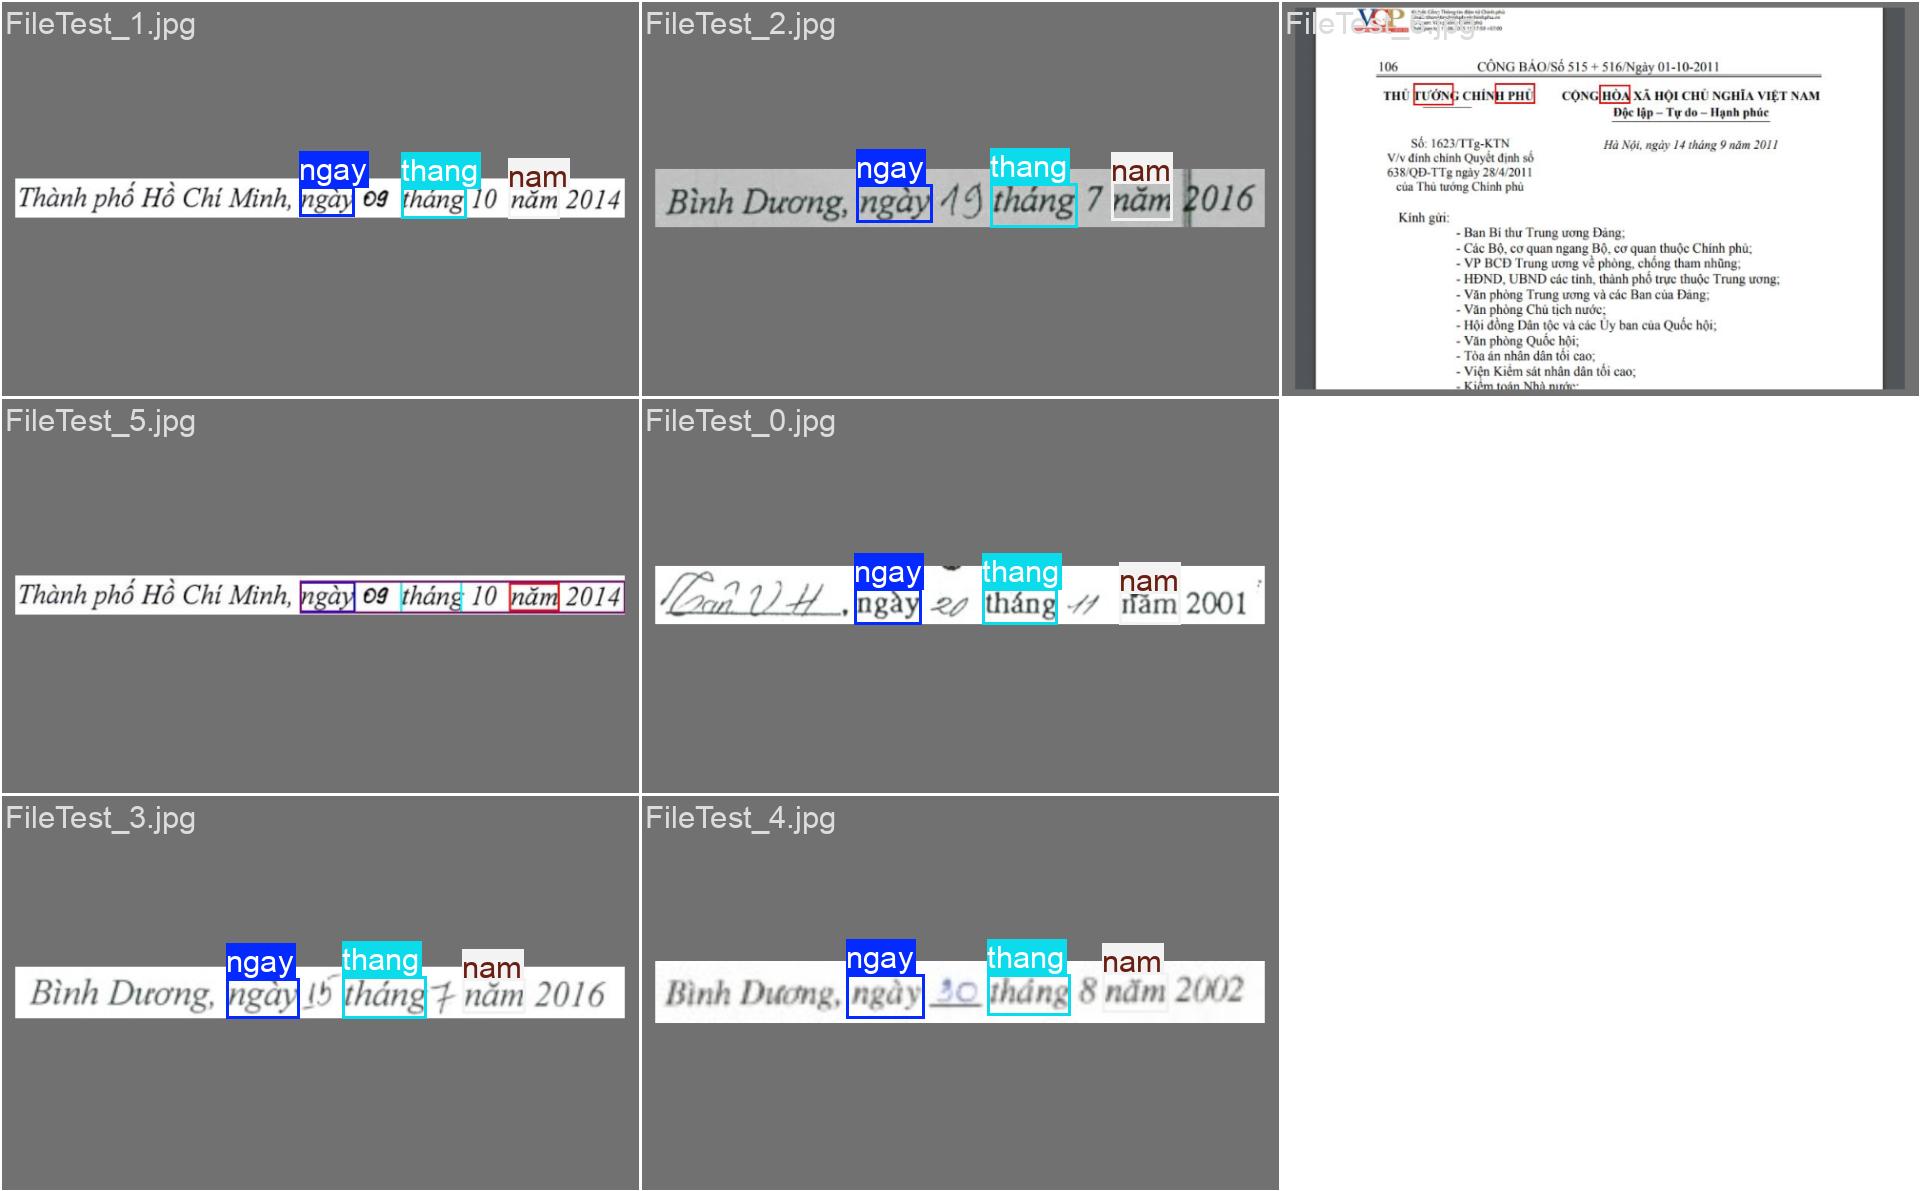 FileTest_1.jpg
ngay thang nam
Thành phố Hồ Chí Minh, ngày 09 tháng 10 năm 2014
FileTest_2.jpg
ngay thang nam
Bình Dương, ngày 19 tháng 7 năm 2016
VGP
106 CÔNG BÁO/Số 515 + 516/Ngày 01-10-2011
THỦ TƯỚNG CHÍNH PHỦ CỘNG HÒA XÃ HỘI CHỦ NGHĨA VIỆT NAM
Độc lập – Tự do – Hạnh phúc
Số: 1623/TTg-KTN Hà Nội, ngày 14 tháng 9 năm 2011
V/v đính chính Quyết định số
638/QĐ-TTg ngày 28/4/2011
của Thủ tướng Chính phủ
Kính gửi:
- Ban Bí thư Trung ương Đảng;
- Các Bộ, cơ quan ngang Bộ, cơ quan thuộc Chính phủ;
- VP BCĐ Trung ương về phòng, chống tham nhũng;
- HĐND, UBND các tỉnh, thành phố trực thuộc Trung ương;
- Văn phòng Trung ương và các Ban của Đảng;
- Văn phòng Chủ tịch nước;
- Hội đồng Dân tộc và các Ủy ban của Quốc hội;
- Văn phòng Quốc hội;
- Tòa án nhân dân tối cao;
- Viện Kiểm sát nhân dân tối cao;
- Kiểm toán Nhà nước;
FileTest_5.jpg
Thành phố Hồ Chí Minh, ngày 09 tháng 10 năm 2014
FileTest_0.jpg
ngay thang nam
ngày 20 tháng 11 năm 2001
FileTest_3.jpg
ngay thang nam
Bình Dương, ngày 15 tháng 7 năm 2016
FileTest_4.jpg
ngay thang nam
Bình Dương, ngày 30 tháng 8 năm 2002